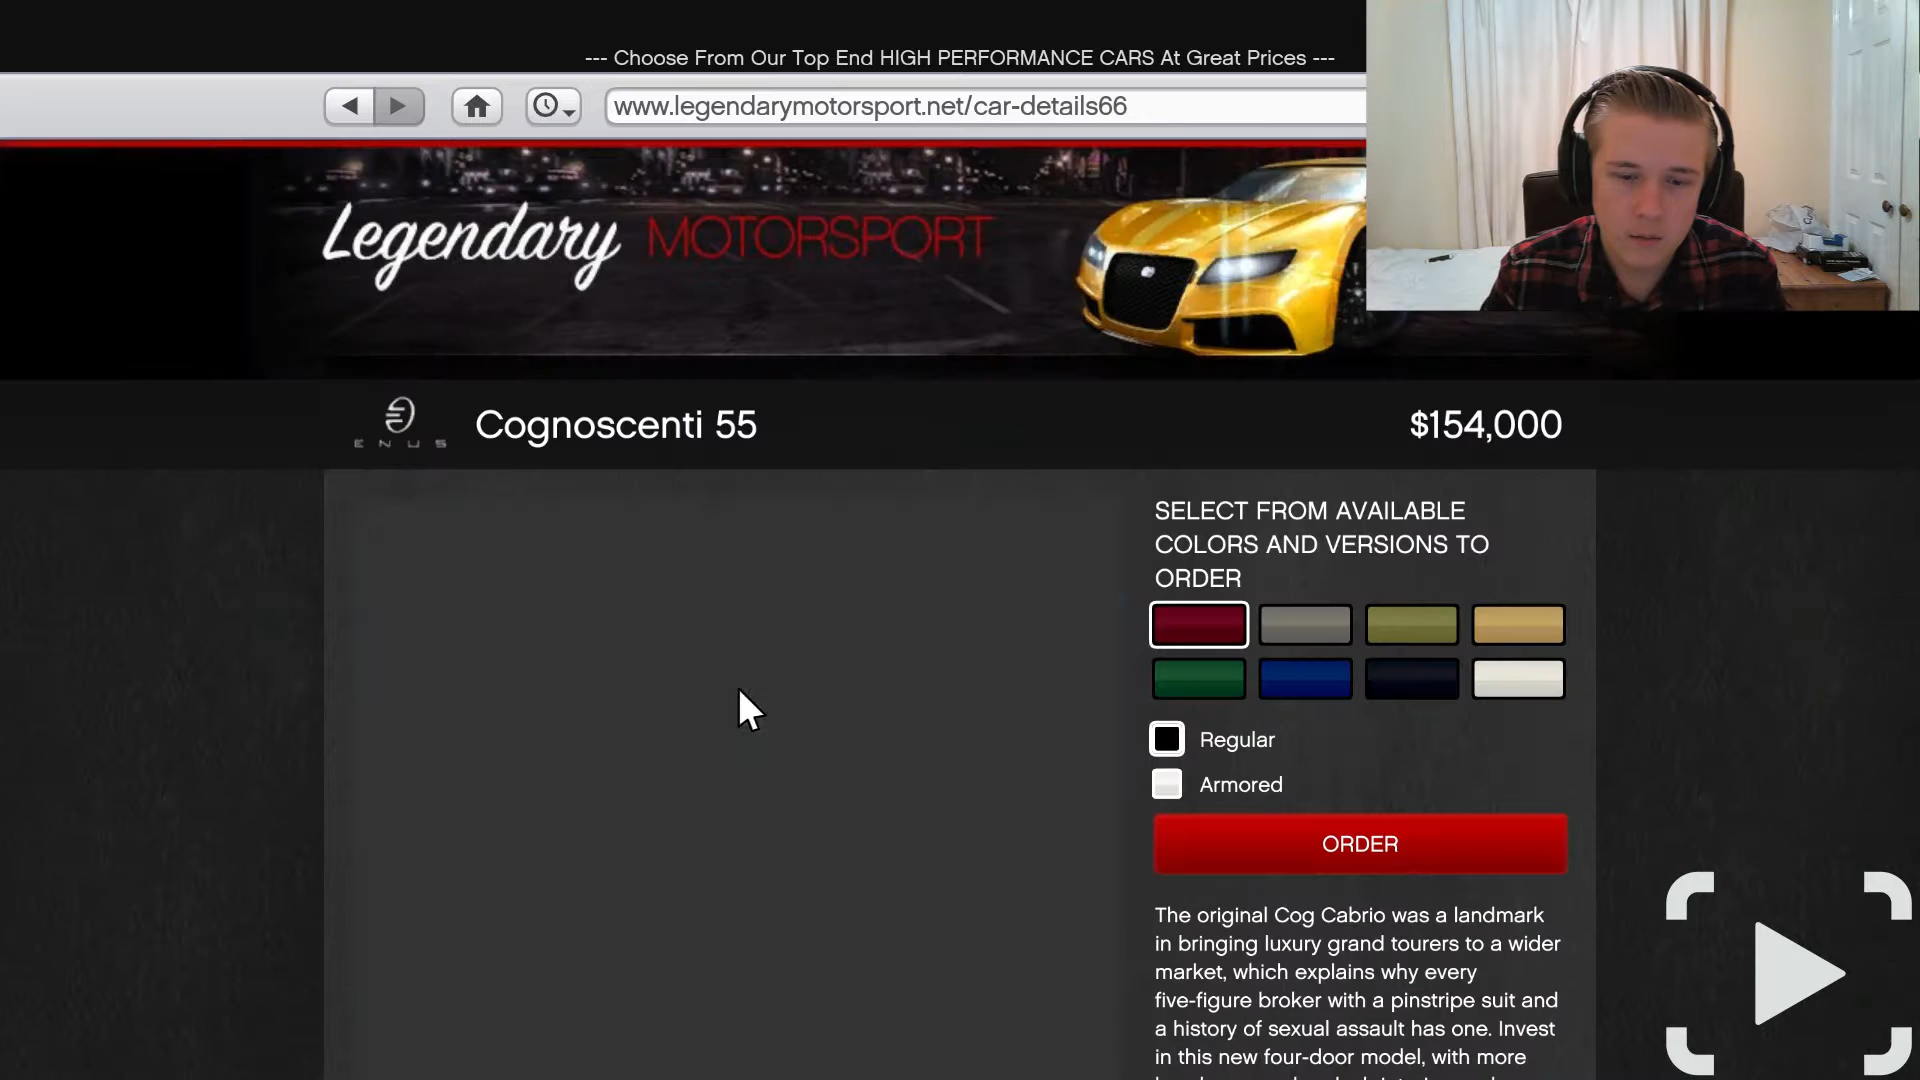 --- Choose From Our Top End HIGH PERFORMANCE CARS At Great Prices ---
www.legendarymotorsport.net/car-details66
Legendary MOTORSPORT
ENUS
Cognoscenti 55
$154,000
SELECT FROM AVAILABLE
COLORS AND VERSIONS TO
ORDER
Regular
Armored
ORDER
The original Cog Cabrio was a landmark
in bringing luxury grand tourers to a wider
market, which explains why every
five-figure broker with a pinstripe suit and
a history of sexual assault has one. Invest
in this new four-door model, with more